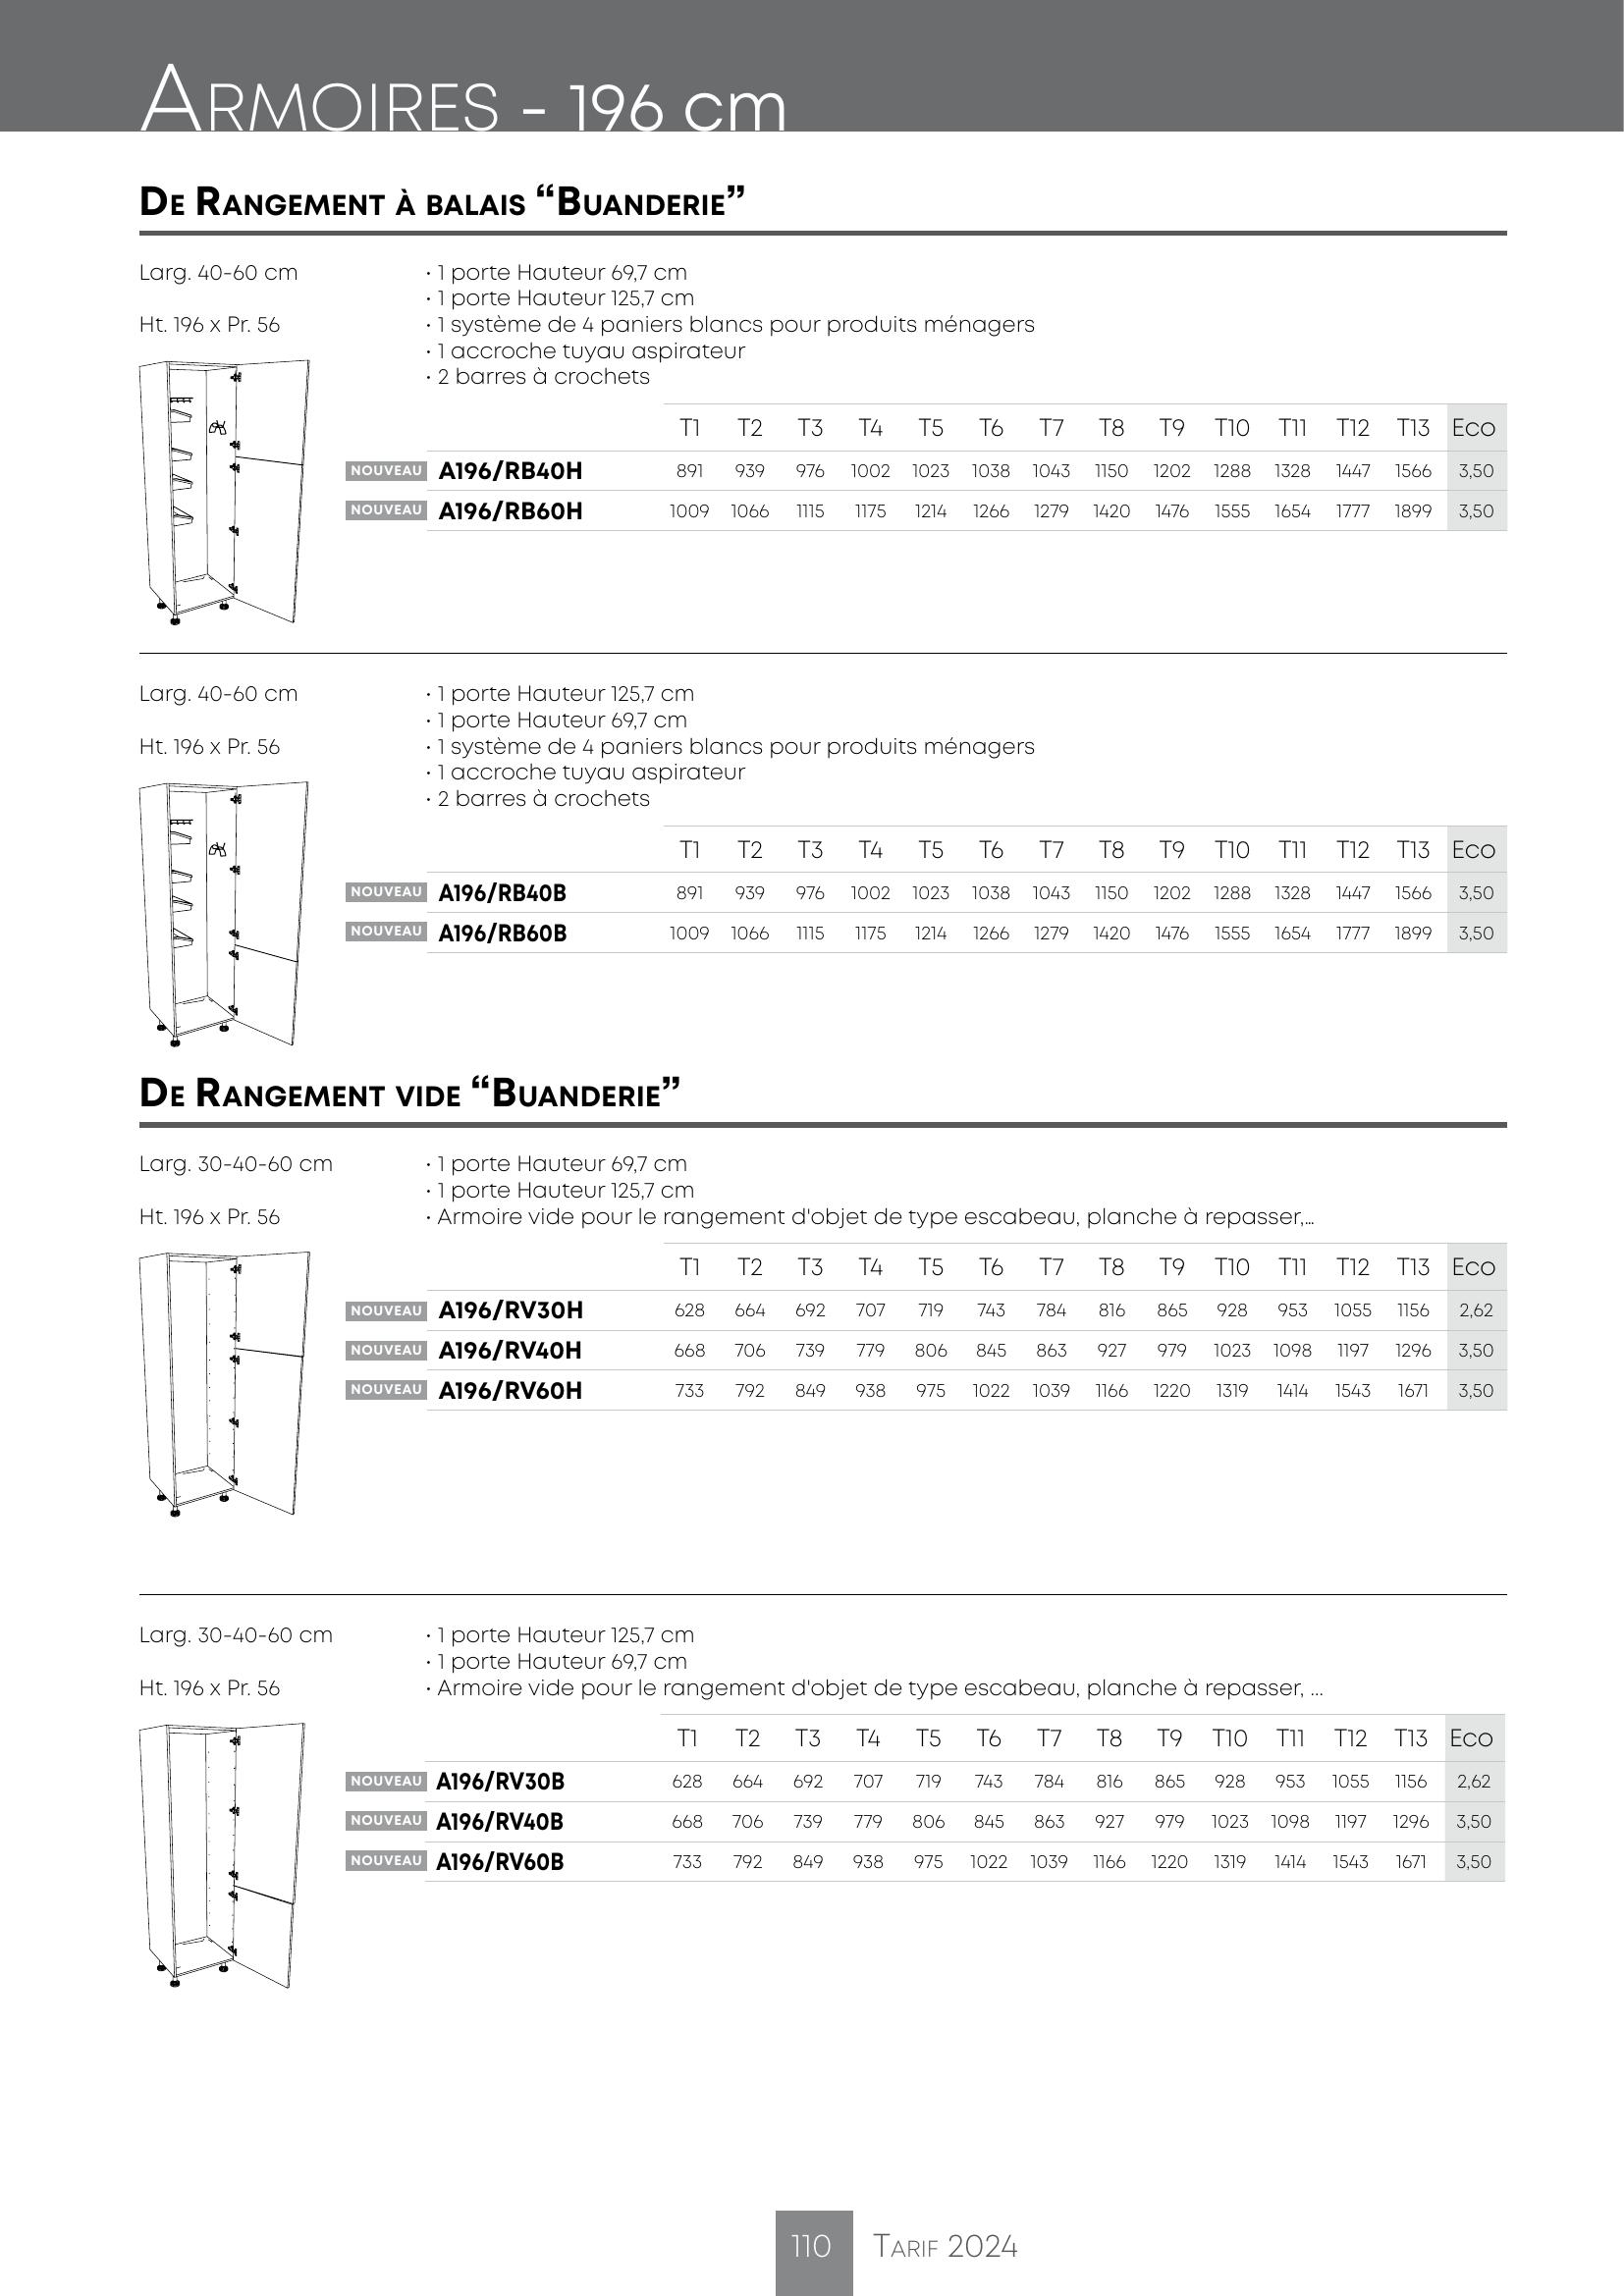 ARMOIRES - 196 cm
DE RANGEMENT À BALAIS “BUANDERIE”
Larg. 40-60 cm
Ht. 196 x Pr. 56
· 1 porte Hauteur 69,7 cm
· 1 porte Hauteur 125,7 cm
· 1 système de 4 paniers blancs pour produits ménagers
· 1 accroche tuyau aspirateur
· 2 barres à crochets
T1 T2 T3 T4 T5 T6 T7 T8 T9 T10 T11 T12 T13 Eco
NOUVEAU A196/RB40H 891 939 976 1002 1023 1038 1043 1150 1202 1288 1328 1447 1566 3,50
NOUVEAU A196/RB60H 1009 1066 1115 1175 1214 1266 1279 1420 1476 1555 1654 1777 1899 3,50
Larg. 40-60 cm
Ht. 196 x Pr. 56
· 1 porte Hauteur 125,7 cm
· 1 porte Hauteur 69,7 cm
· 1 système de 4 paniers blancs pour produits ménagers
· 1 accroche tuyau aspirateur
· 2 barres à crochets
T1 T2 T3 T4 T5 T6 T7 T8 T9 T10 T11 T12 T13 Eco
NOUVEAU A196/RB40B 891 939 976 1002 1023 1038 1043 1150 1202 1288 1328 1447 1566 3,50
NOUVEAU A196/RB60B 1009 1066 1115 1175 1214 1266 1279 1420 1476 1555 1654 1777 1899 3,50
DE RANGEMENT VIDE “BUANDERIE”
Larg. 30-40-60 cm
Ht. 196 x Pr. 56
· 1 porte Hauteur 69,7 cm
· 1 porte Hauteur 125,7 cm
· Armoire vide pour le rangement d'objet de type escabeau, planche à repasser,...
T1 T2 T3 T4 T5 T6 T7 T8 T9 T10 T11 T12 T13 Eco
NOUVEAU A196/RV30H 628 664 692 707 719 743 784 816 865 928 953 1055 1156 2,62
NOUVEAU A196/RV40H 668 706 739 779 806 845 863 927 979 1023 1098 1197 1296 3,50
NOUVEAU A196/RV60H 733 792 849 938 975 1022 1039 1166 1220 1319 1414 1543 1671 3,50
Larg. 30-40-60 cm
Ht. 196 x Pr. 56
· 1 porte Hauteur 125,7 cm
· 1 porte Hauteur 69,7 cm
· Armoire vide pour le rangement d'objet de type escabeau, planche à repasser, ...
T1 T2 T3 T4 T5 T6 T7 T8 T9 T10 T11 T12 T13 Eco
NOUVEAU A196/RV30B 628 664 692 707 719 743 784 816 865 928 953 1055 1156 2,62
NOUVEAU A196/RV40B 668 706 739 779 806 845 863 927 979 1023 1098 1197 1296 3,50
NOUVEAU A196/RV60B 733 792 849 938 975 1022 1039 1166 1220 1319 1414 1543 1671 3,50
110 TARIF 2024